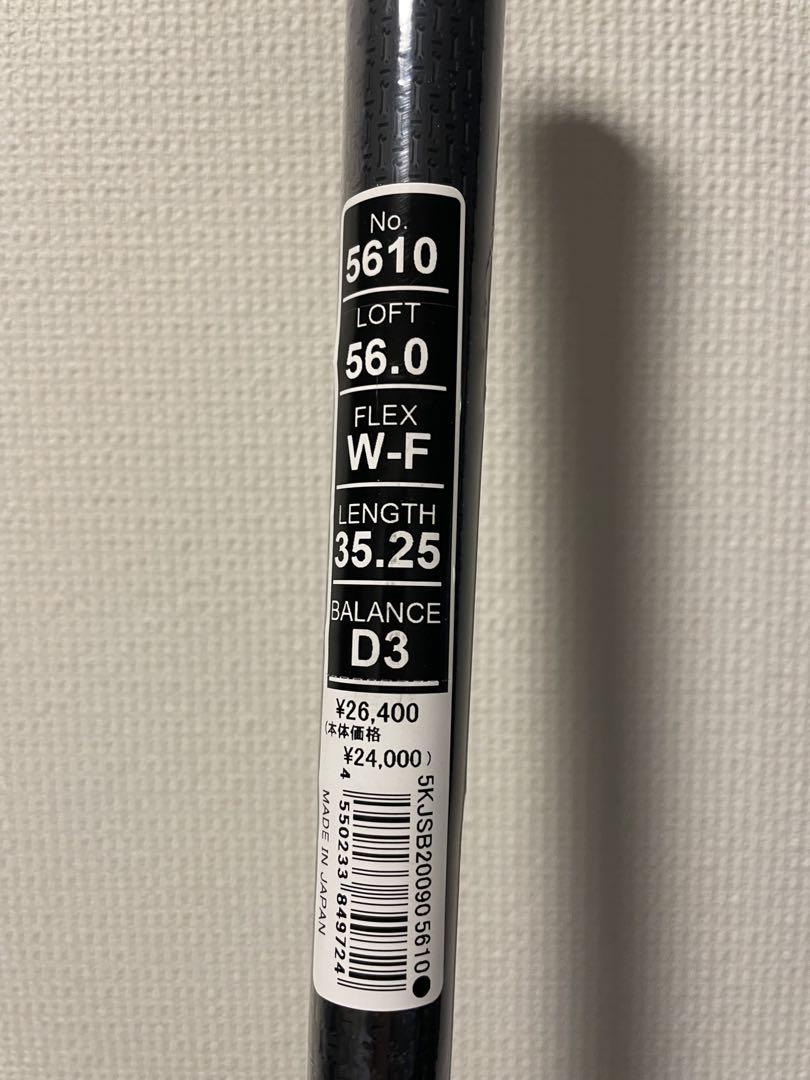 No.
5610
LOFT
56.0
FLEX
W-F
LENGTH
35.25
BALANCE
D3
¥26,400
(本体価格
¥24,000)
5KJSB20090 5610●
4 550233 849724
MADE IN JAPAN